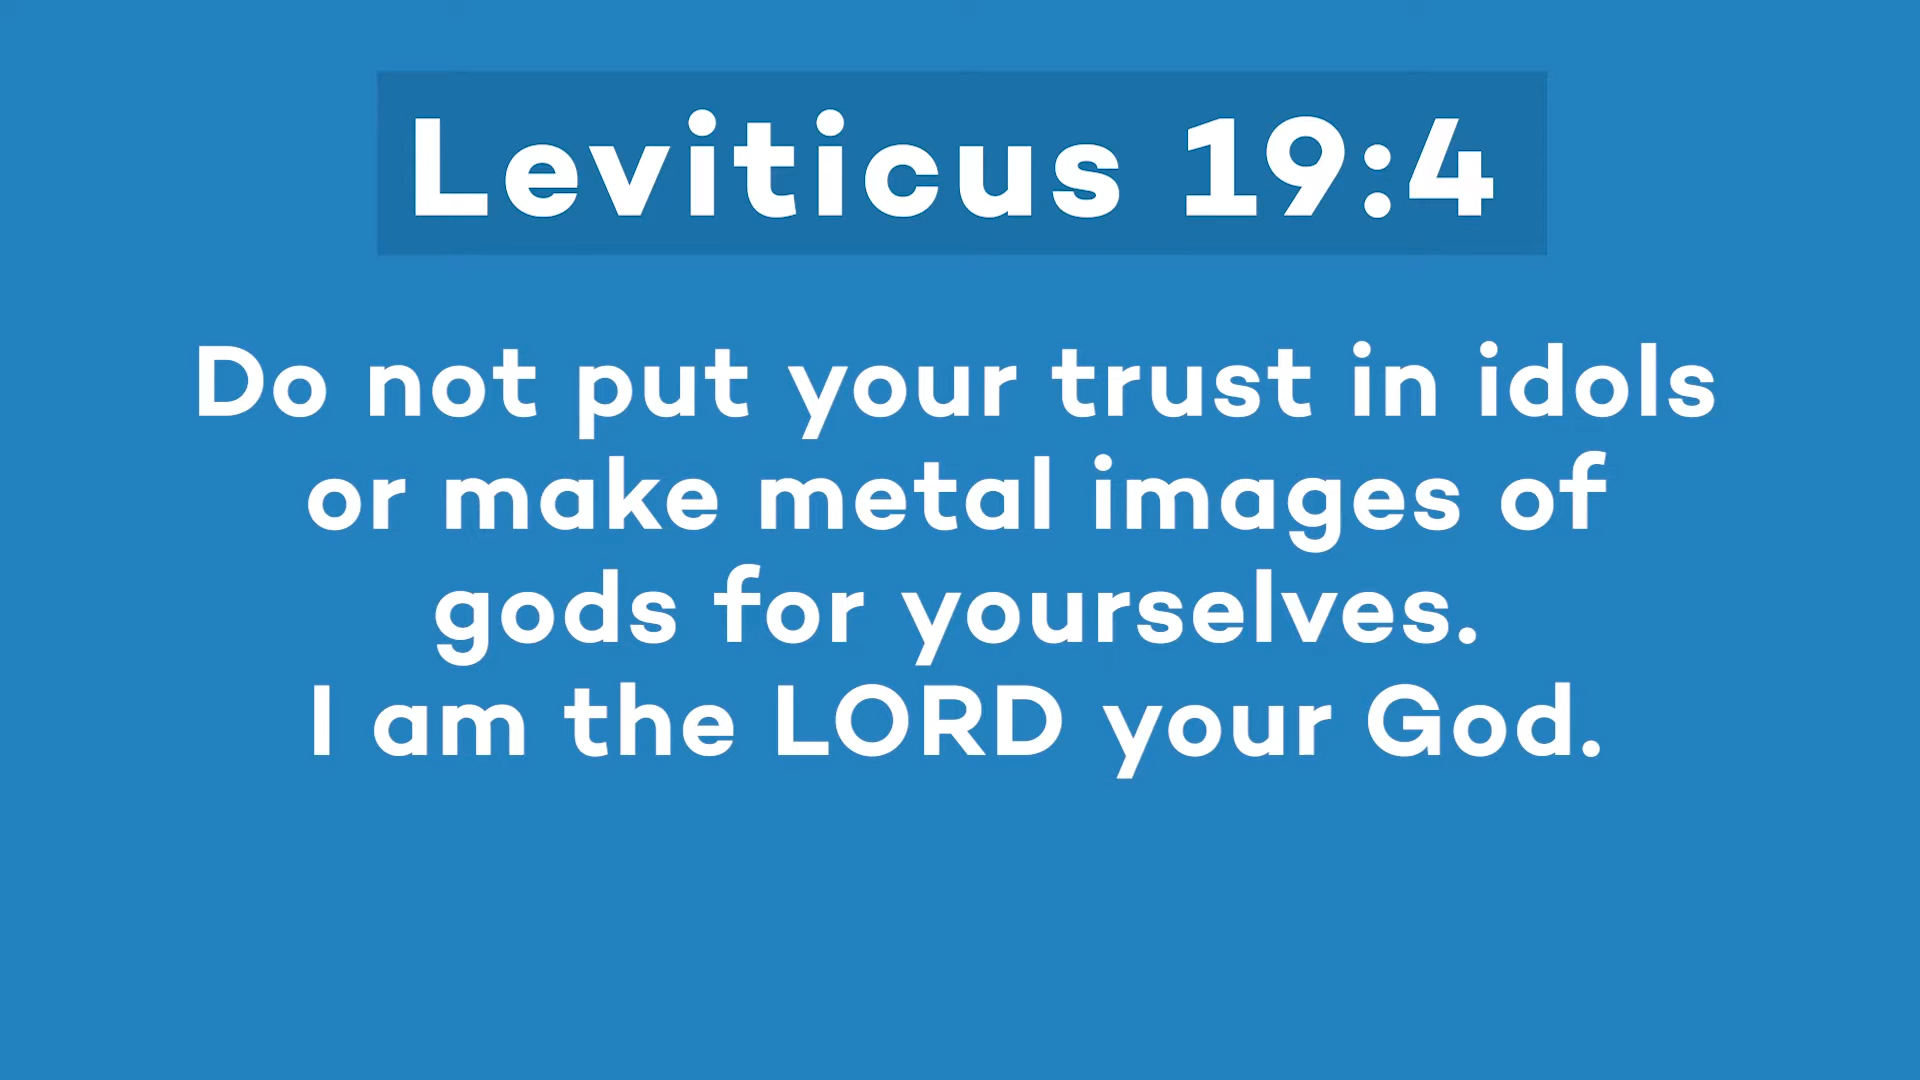 Leviticus 19:4
Do not put your trust in idols
or make metal images of
gods for yourselves.
I am the LORD your God.